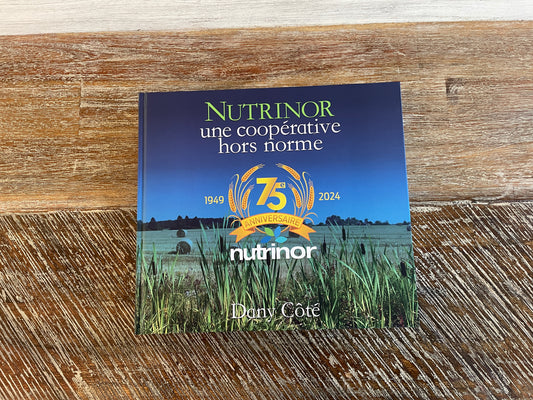 NUTRINOR
une coopérative
hors norme
75e
1949 2024
ANNIVERSAIRE
nutrinor
Dany Côté